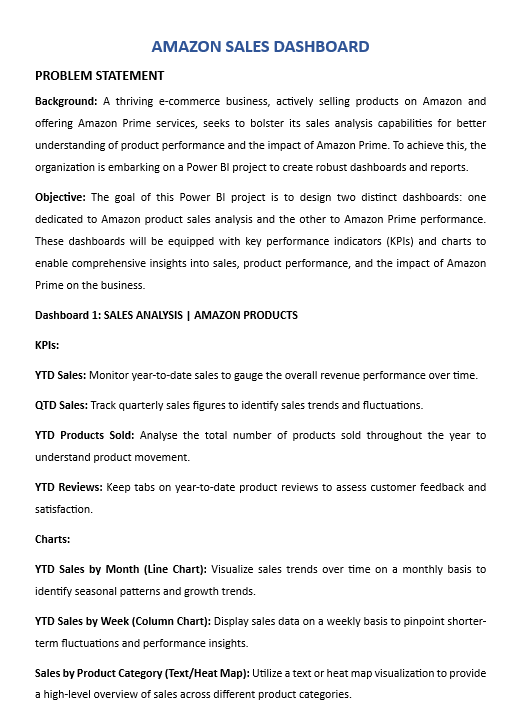 AMAZON SALES DASHBOARD
PROBLEM STATEMENT
Background: A thriving e-commerce business, actively selling products on Amazon and
offering Amazon Prime services, seeks to bolster its sales analysis capabilities for better
understanding of product performance and the impact of Amazon Prime. To achieve this, the
organization is embarking on a Power BI project to create robust dashboards and reports.
Objective: The goal of this Power BI project is to design two distinct dashboards: one
dedicated to Amazon product sales analysis and the other to Amazon Prime performance.
These dashboards will be equipped with key performance indicators (KPIs) and charts to
enable comprehensive insights into sales, product performance, and the impact of Amazon
Prime on the business.
Dashboard 1: SALES ANALYSIS | AMAZON PRODUCTS
KPIs:
YTD Sales: Monitor year-to-date sales to gauge the overall revenue performance over time.
QTD Sales: Track quarterly sales figures to identify sales trends and fluctuations.
YTD Products Sold: Analyse the total number of products sold throughout the year to
understand product movement.
YTD Reviews: Keep tabs on year-to-date product reviews to assess customer feedback and
satisfaction.
Charts:
YTD Sales by Month (Line Chart): Visualize sales trends over time on a monthly basis to
identify seasonal patterns and growth trends.
YTD Sales by Week (Column Chart): Display sales data on a weekly basis to pinpoint shorter-
term fluctuations and performance insights.
Sales by Product Category (Text/Heat Map): Utilize a text or heat map visualization to provide
a high-level overview of sales across different product categories.